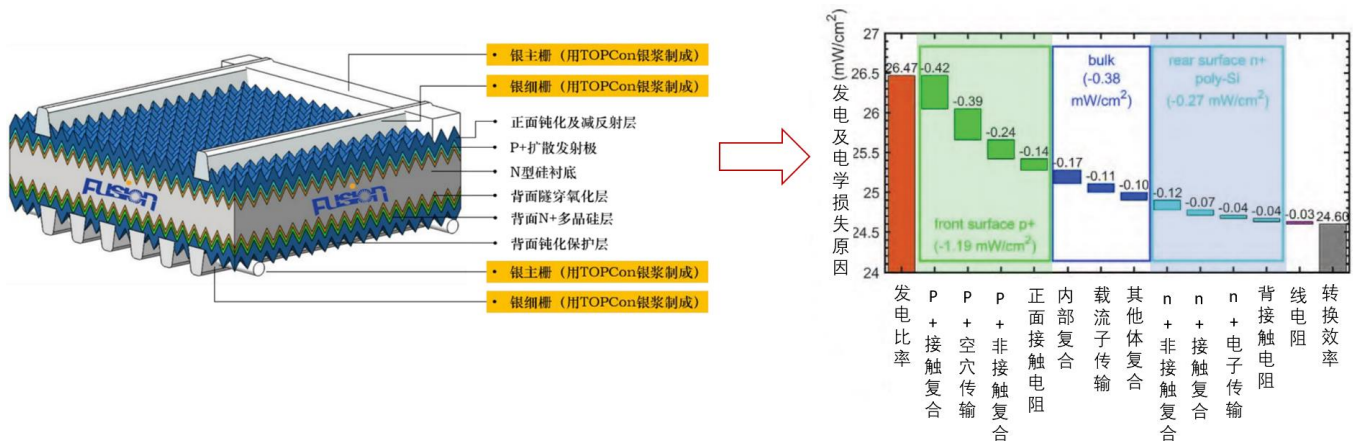 • 银主栅（用TOPCon银浆制成）
• 银细栅（用TOPCon银浆制成）
• 正面钝化及减反射层
• P+扩散发射极
• N型硅衬底
• 背面隧穿氧化层
• 背面N+多晶硅层
• 背面钝化保护层
• 银主栅（用TOPCon银浆制成）
• 银细栅（用TOPCon银浆制成）
FUSION
FUSION
发电及电学损失原因 (mW/cm²)
27
26.5
26
25.5
25
24.5
24
26.47
-0.42
-0.39
-0.24
-0.14
-0.17
-0.11
-0.10
-0.12
-0.07
-0.04
-0.04
-0.03
24.60
front surface p+
(-1.19 mW/cm²)
bulk
(-0.38
mW/cm²)
rear surface n+
poly-Si
(-0.27 mW/cm²)
发电比率
P+接触复合
P+空穴传输
P+非接触复合
正面接触电阻
内部复合
载流子传输
其他体复合
n+非接触复合
n+接触复合
n+电子传输
背接触电阻
线电阻
转换效率